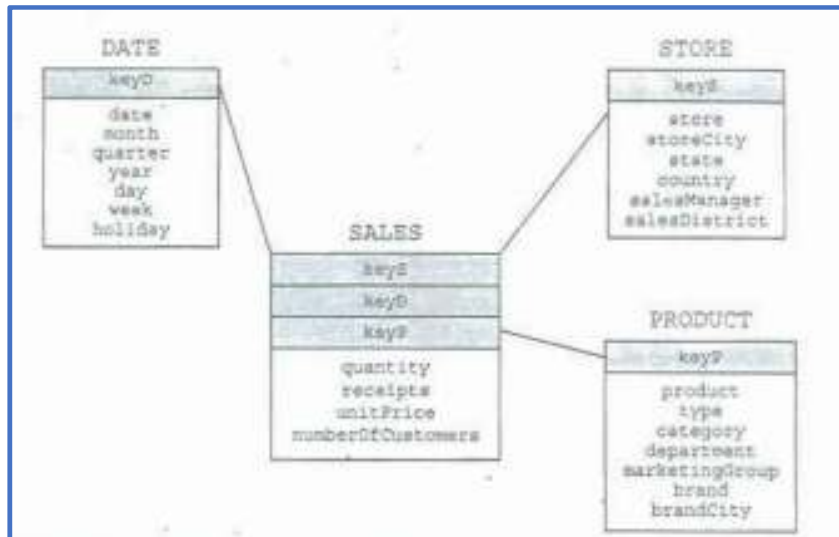 DATE
keyD
date
month
quarter
year
day
week
holiday
STORE
keyS
store
storeCity
state
country
salesManager
salesDistrict
SALES
keyS
keyD
keyP
quantity
receipts
unitPrice
numberOfCustomers
PRODUCT
keyP
product
type
category
department
marketingGroup
brand
brandCity